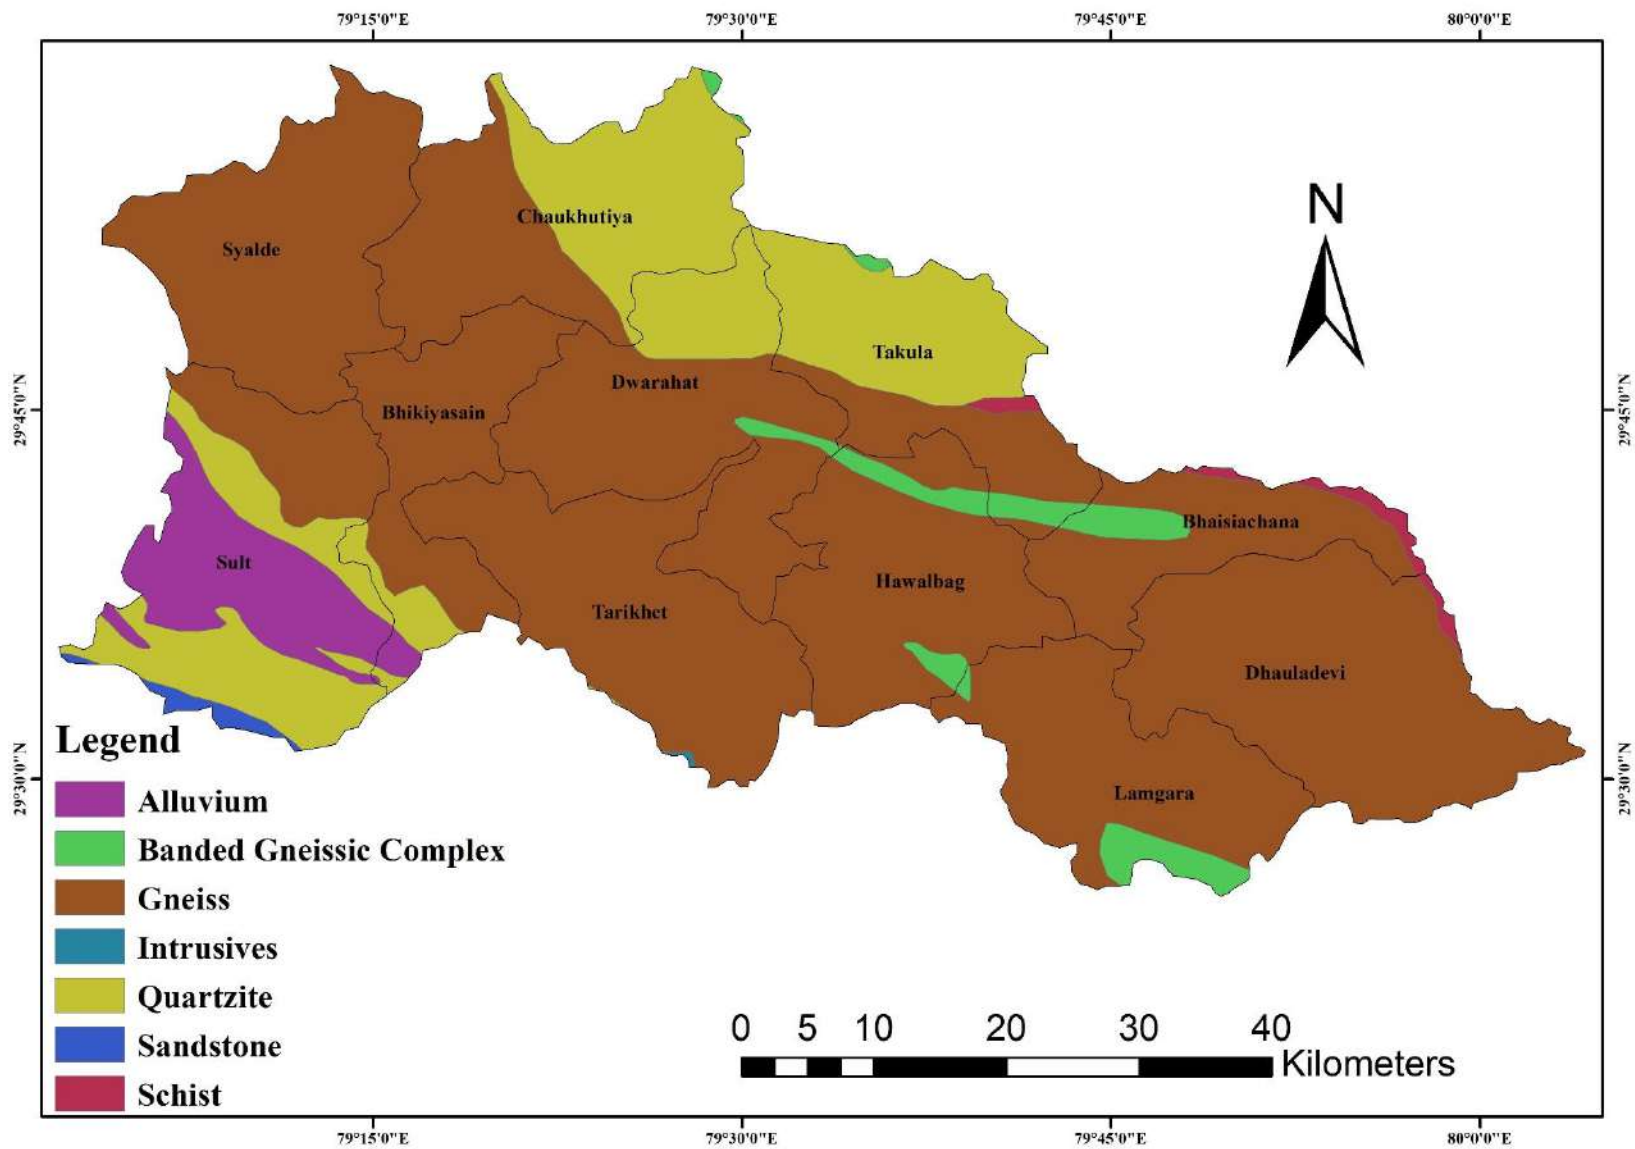 79°15'0"E 79°30'0"E 79°45'0"E 80°0'0"E
N
Chaukhutiya
Syalde
Takula
Dwarahat
Bhikiyasain
29°45'0"N 29°45'0"N
Bhaisiachana
Sult
Hawalbag
Tarikhet
Dhauladevi
Lamgara
29°30'0"N 29°30'0"N
Legend
Alluvium
Banded Gneissic Complex
Gneiss
Intrusives
Quartzite
Sandstone
Schist
0 5 10 20 30 40
Kilometers
79°15'0"E 79°30'0"E 79°45'0"E 80°0'0"E